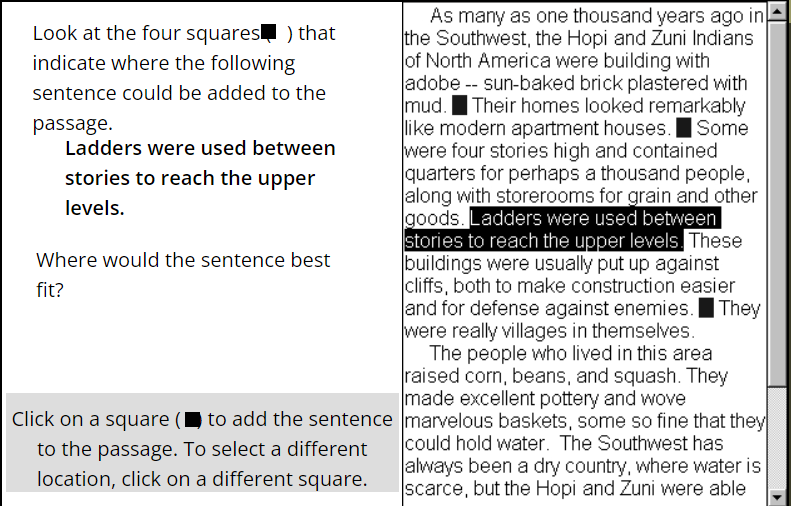 Look at the four squares ( ■ ) that
indicate where the following
sentence could be added to the
passage.
Ladders were used between
stories to reach the upper
levels.
Where would the sentence best
fit?
Click on a square ( ■ ) to add the sentence
to the passage. To select a different
location, click on a different square.
As many as one thousand years ago in
the Southwest, the Hopi and Zuni Indians
of North America were building with
adobe -- sun-baked brick plastered with
mud. ■ Their homes looked remarkably
like modern apartment houses. ■ Some
were four stories high and contained
quarters for perhaps a thousand people,
along with storerooms for grain and other
goods. Ladders were used between
stories to reach the upper levels. These
buildings were usually put up against
cliffs, both to make construction easier
and for defense against enemies. ■ They
were really villages in themselves.
The people who lived in this area
raised corn, beans, and squash. They
made excellent pottery and wove
marvelous baskets, some so fine that they
could hold water. The Southwest has
always been a dry country, where water is
scarce, but the Hopi and Zuni were able